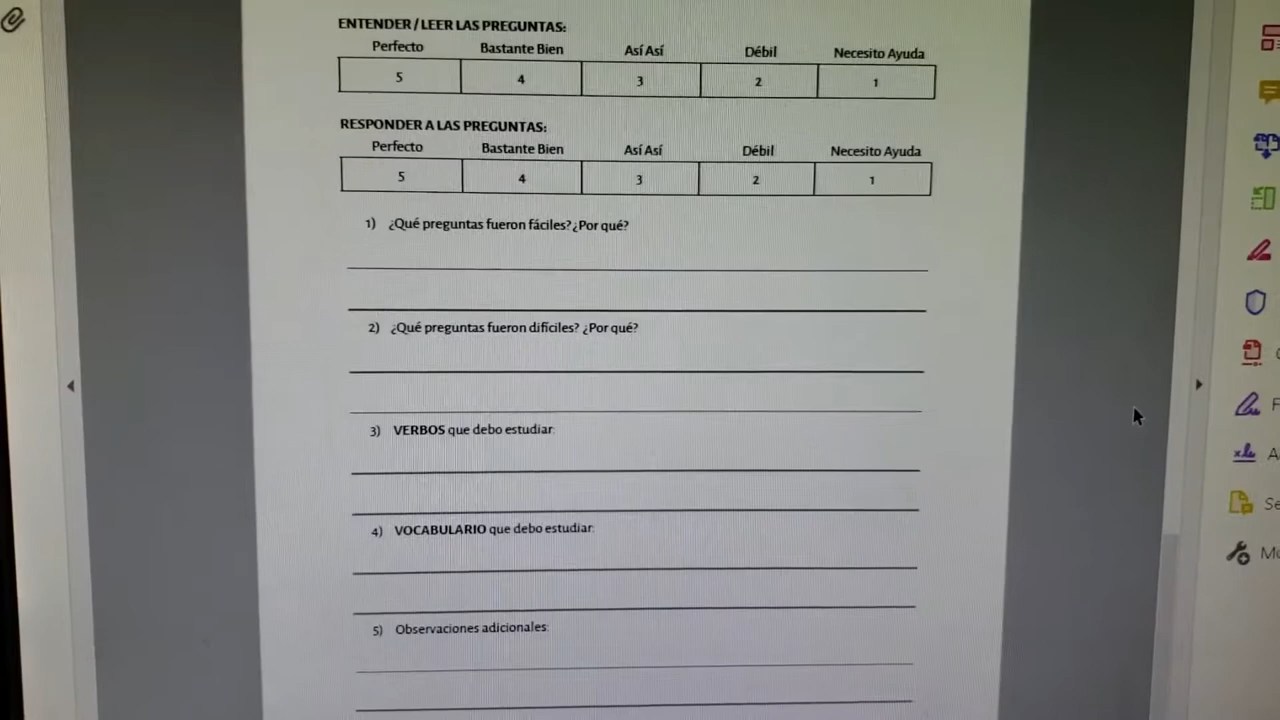 ENTENDER / LEER LAS PREGUNTAS:
Perfecto Bastante Bien Así Así Débil Necesito Ayuda
5 4 3 2 1
RESPONDER A LAS PREGUNTAS:
Perfecto Bastante Bien Así Así Débil Necesito Ayuda
5 4 3 2 1
1) ¿Qué preguntas fueron fáciles? ¿Por qué?
2) ¿Qué preguntas fueron difíciles? ¿Por qué?
3) VERBOS que debo estudiar:
4) VOCABULARIO que debo estudiar:
5) Observaciones adicionales: